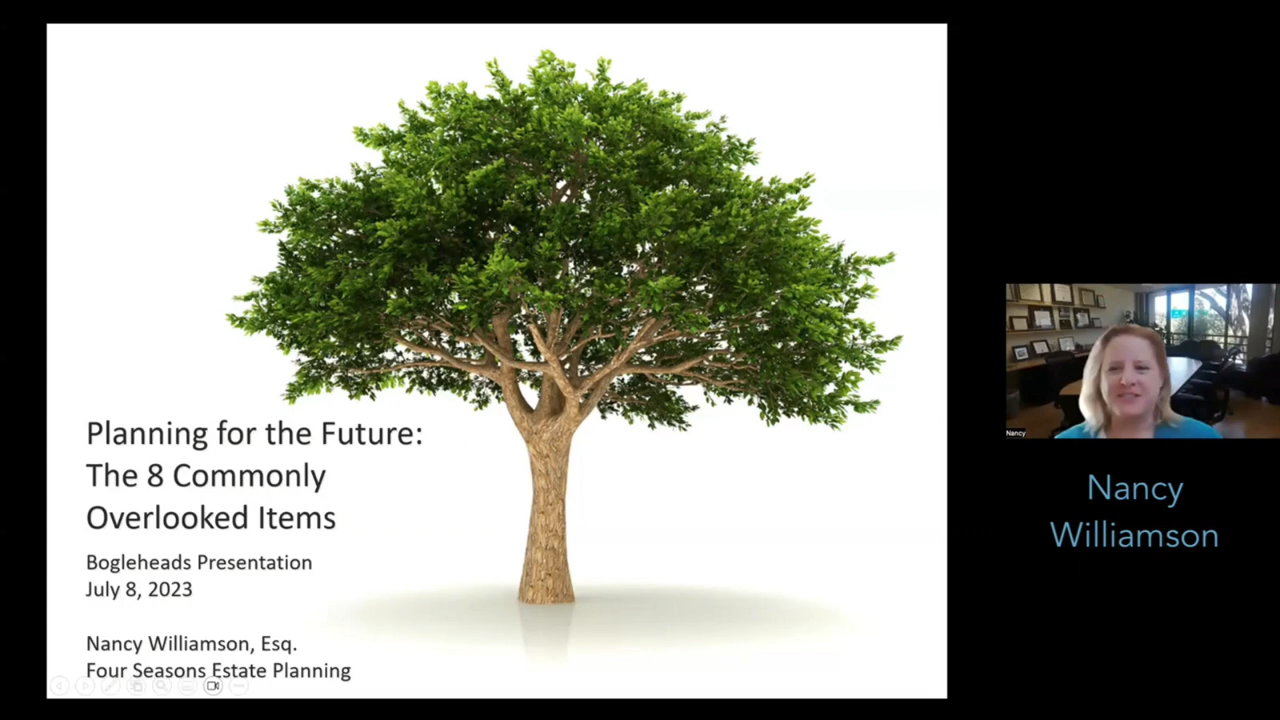 Planning for the Future:
The 8 Commonly
Overlooked Items
Bogleheads Presentation
July 8, 2023
Nancy Williamson, Esq.
Four Seasons Estate Planning
Nancy
Nancy
Williamson